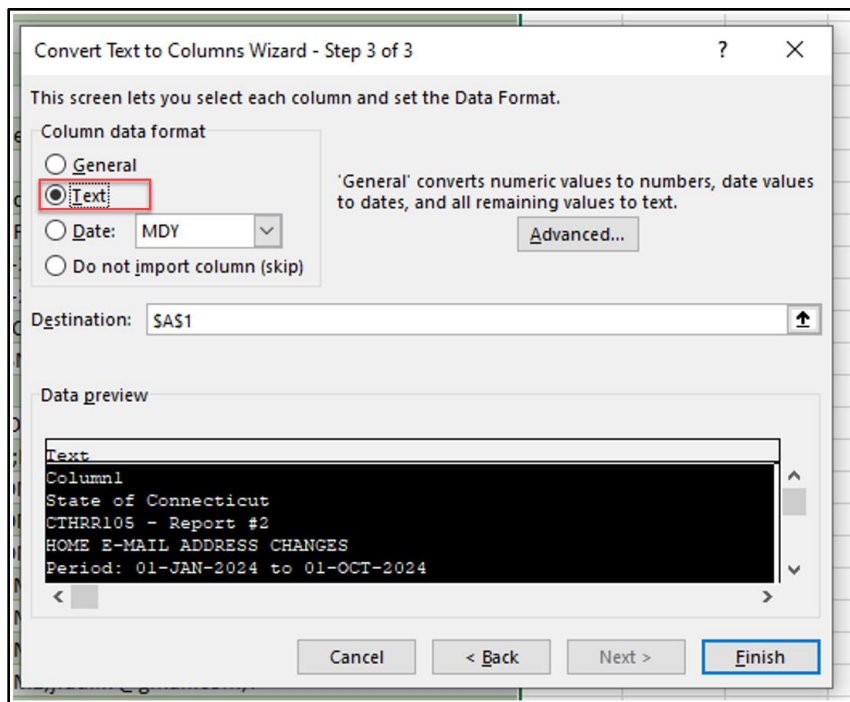 Convert Text to Columns Wizard - Step 3 of 3
?
This screen lets you select each column and set the Data Format.
Column data format
General
Text
Date: MDY
Do not import column (skip)
'General' converts numeric values to numbers, date values
to dates, and all remaining values to text.
Advanced...
Destination: $A$1
Data preview
Text
Column1
State of Connecticut
CTHRR105 - Report #2
HOME E-MAIL ADDRESS CHANGES
Period: 01-JAN-2024 to 01-OCT-2024
Cancel
< Back
Next >
Finish